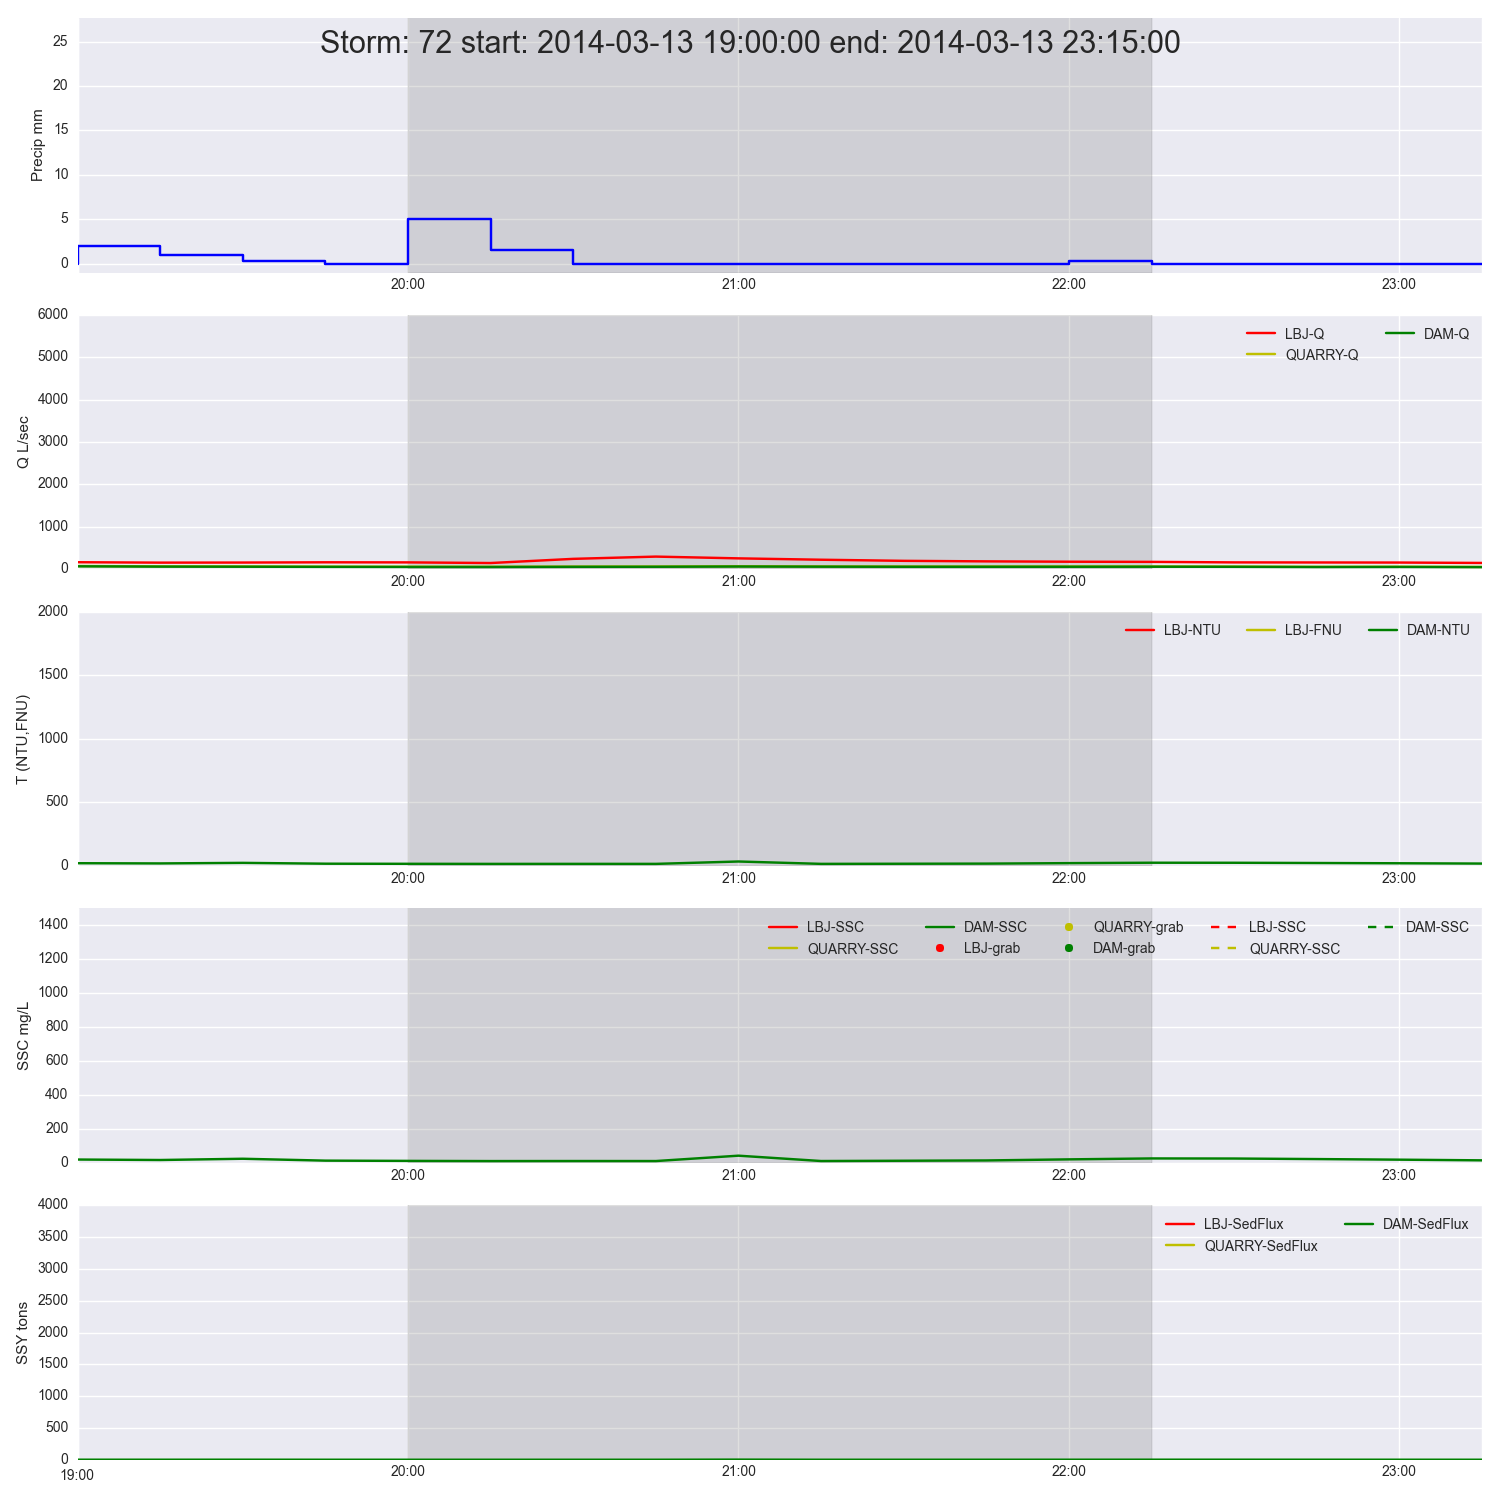 Storm: 72 start: 2014-03-13 19:00:00 end: 2014-03-13 23:15:00
Precip mm
25
20
15
10
5
0
20:00 21:00 22:00 23:00
Q L/sec
6000
5000
4000
3000
2000
1000
0
LBJ-Q DAM-Q
QUARRY-Q
20:00 21:00 22:00 23:00
T (NTU,FNU)
2000
1500
1000
500
0
LBJ-NTU LBJ-FNU DAM-NTU
20:00 21:00 22:00 23:00
SSC mg/L
1400
1200
1000
800
600
400
200
0
LBJ-SSC DAM-SSC QUARRY-grab LBJ-SSC DAM-SSC
QUARRY-SSC LBJ-grab DAM-grab QUARRY-SSC
20:00 21:00 22:00 23:00
SSY tons
4000
3500
3000
2500
2000
1500
1000
500
0
LBJ-SedFlux DAM-SedFlux
QUARRY-SedFlux
19:00 20:00 21:00 22:00 23:00